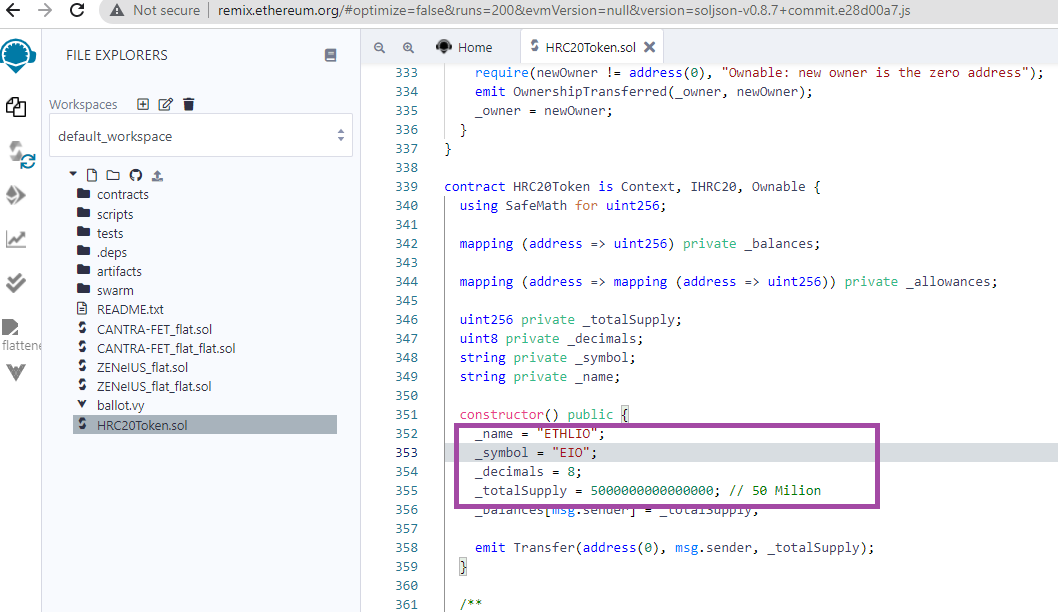 Not secure | remix.ethereum.org/#optimize=false&runs=200&evmVersion=null&version=soljson-v0.8.7+commit.e28d00a7.js
FILE EXPLORERS
Workspaces
default_workspace
contracts
scripts
tests
.deps
artifacts
swarm
README.txt
CANTRA-FET_flat.sol
CANTRA-FET_flat_flat.sol
ZENeIUS_flat.sol
ZENeIUS_flat_flat.sol
ballot.vy
HRC20Token.sol
flattene
Home
HRC20Token.sol
333 require(newOwner != address(0), "Ownable: new owner is the zero address");
334 emit OwnershipTransferred(_owner, newOwner);
335 _owner = newOwner;
336 }
337 }
338
339 contract HRC20Token is Context, IHRC20, Ownable {
340 using SafeMath for uint256;
341
342 mapping (address => uint256) private _balances;
343
344 mapping (address => mapping (address => uint256)) private _allowances;
345
346 uint256 private _totalSupply;
347 uint8 private _decimals;
348 string private _symbol;
349 string private _name;
350
351 constructor() public {
352 _name = "ETHLIO";
353 _symbol = "EIO";
354 _decimals = 8;
355 _totalSupply = 5000000000000000; // 50 Milion
356 _balances[msg.sender] = _totalSupply;
357
358 emit Transfer(address(0), msg.sender, _totalSupply);
359 }
360
361 /**